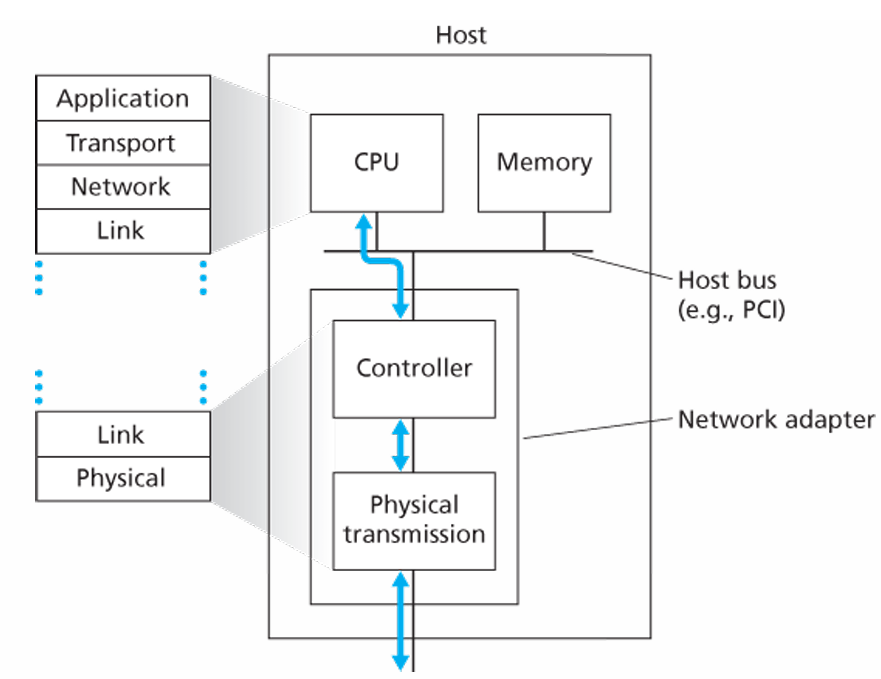 Host
Application
Transport
Network
Link
CPU
Memory
Host bus
(e.g., PCI)
Controller
Network adapter
Link
Physical
Physical
transmission